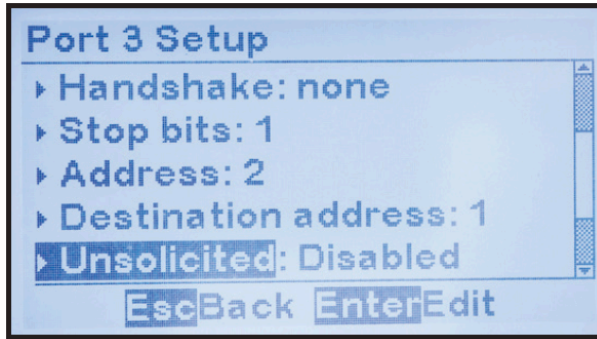 Port 3 Setup
Handshake: none
Stop bits: 1
Address: 2
Destination address: 1
Unsolicited: Disabled
EscBack EnterEdit